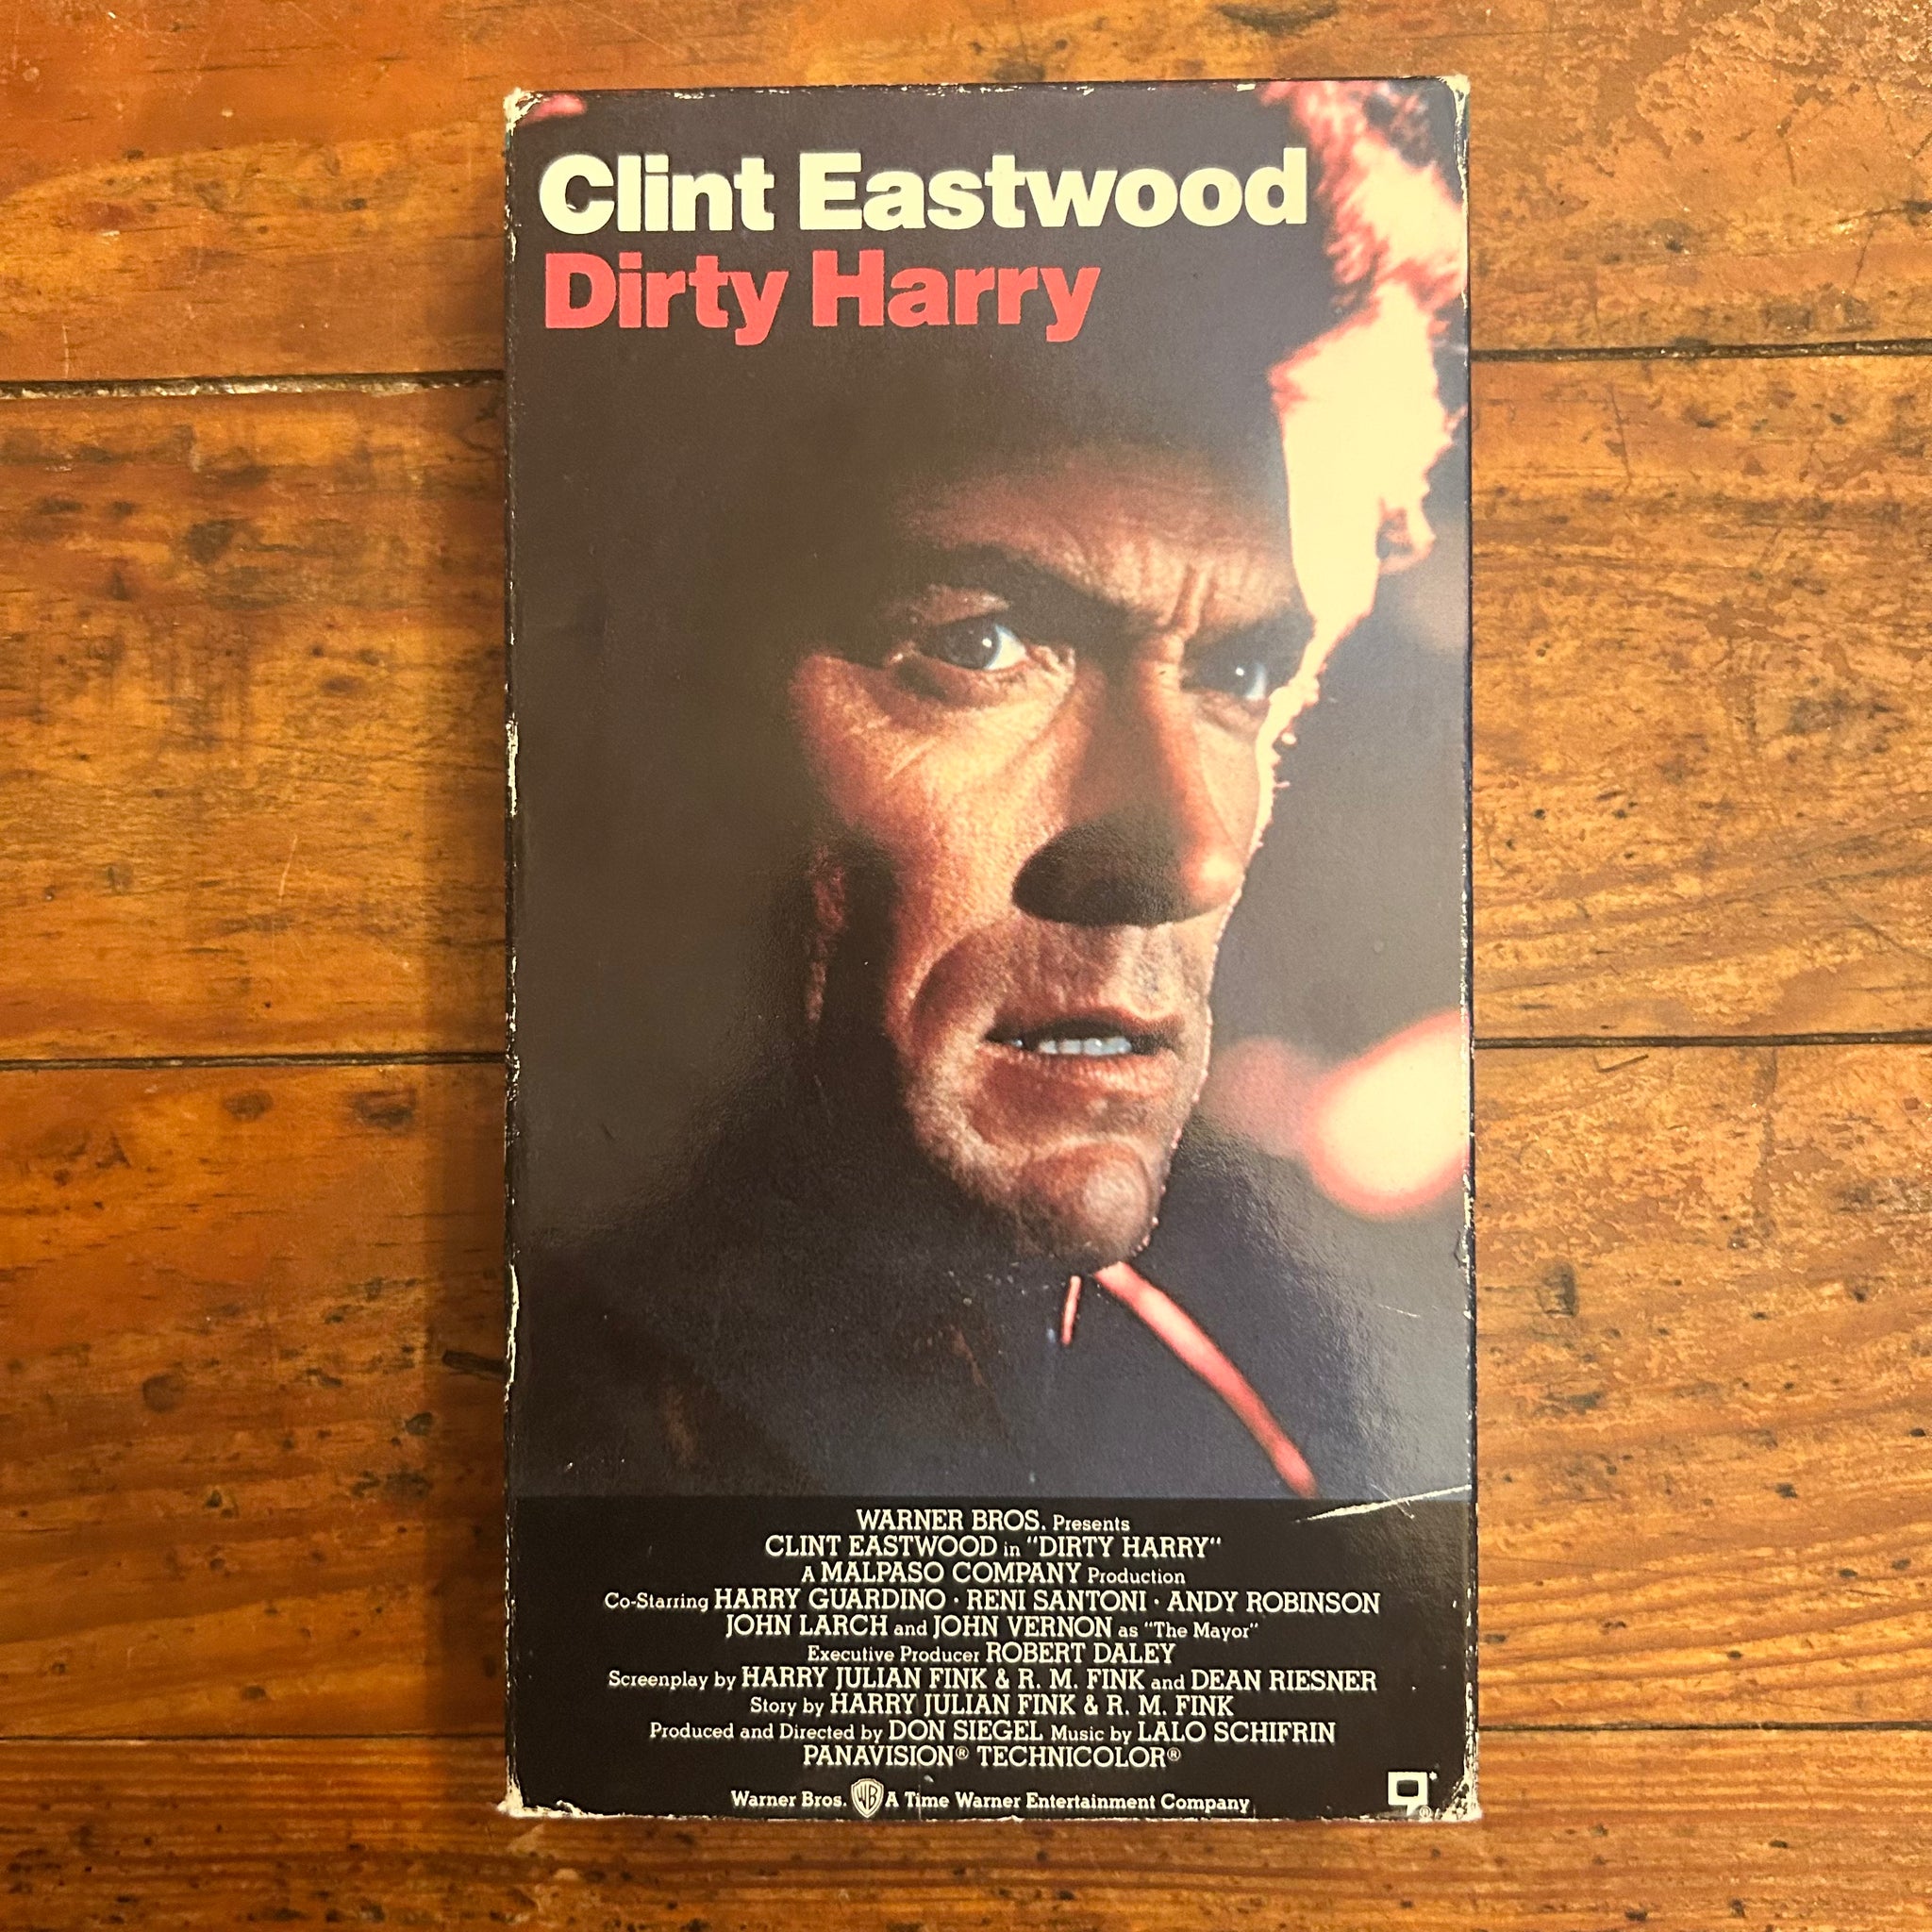 Clint Eastwood
Dirty Harry
WARNER BROS. Presents
CLINT EASTWOOD in "DIRTY HARRY"
A MALPASO COMPANY Production
Co-Starring HARRY GUARDINO · RENI SANTONI · ANDY ROBINSON
JOHN LARCH and JOHN VERNON as "The Mayor"
Executive Producer ROBERT DALEY
Screenplay by HARRY JULIAN FINK & R. M. FINK and DEAN RIESNER
Story by HARRY JULIAN FINK & R. M. FINK
Produced and Directed by DON SIEGEL Music by LALO SCHIFRIN
PANAVISION® TECHNICOLOR®
Warner Bros. WB A Time Warner Entertainment Company
®